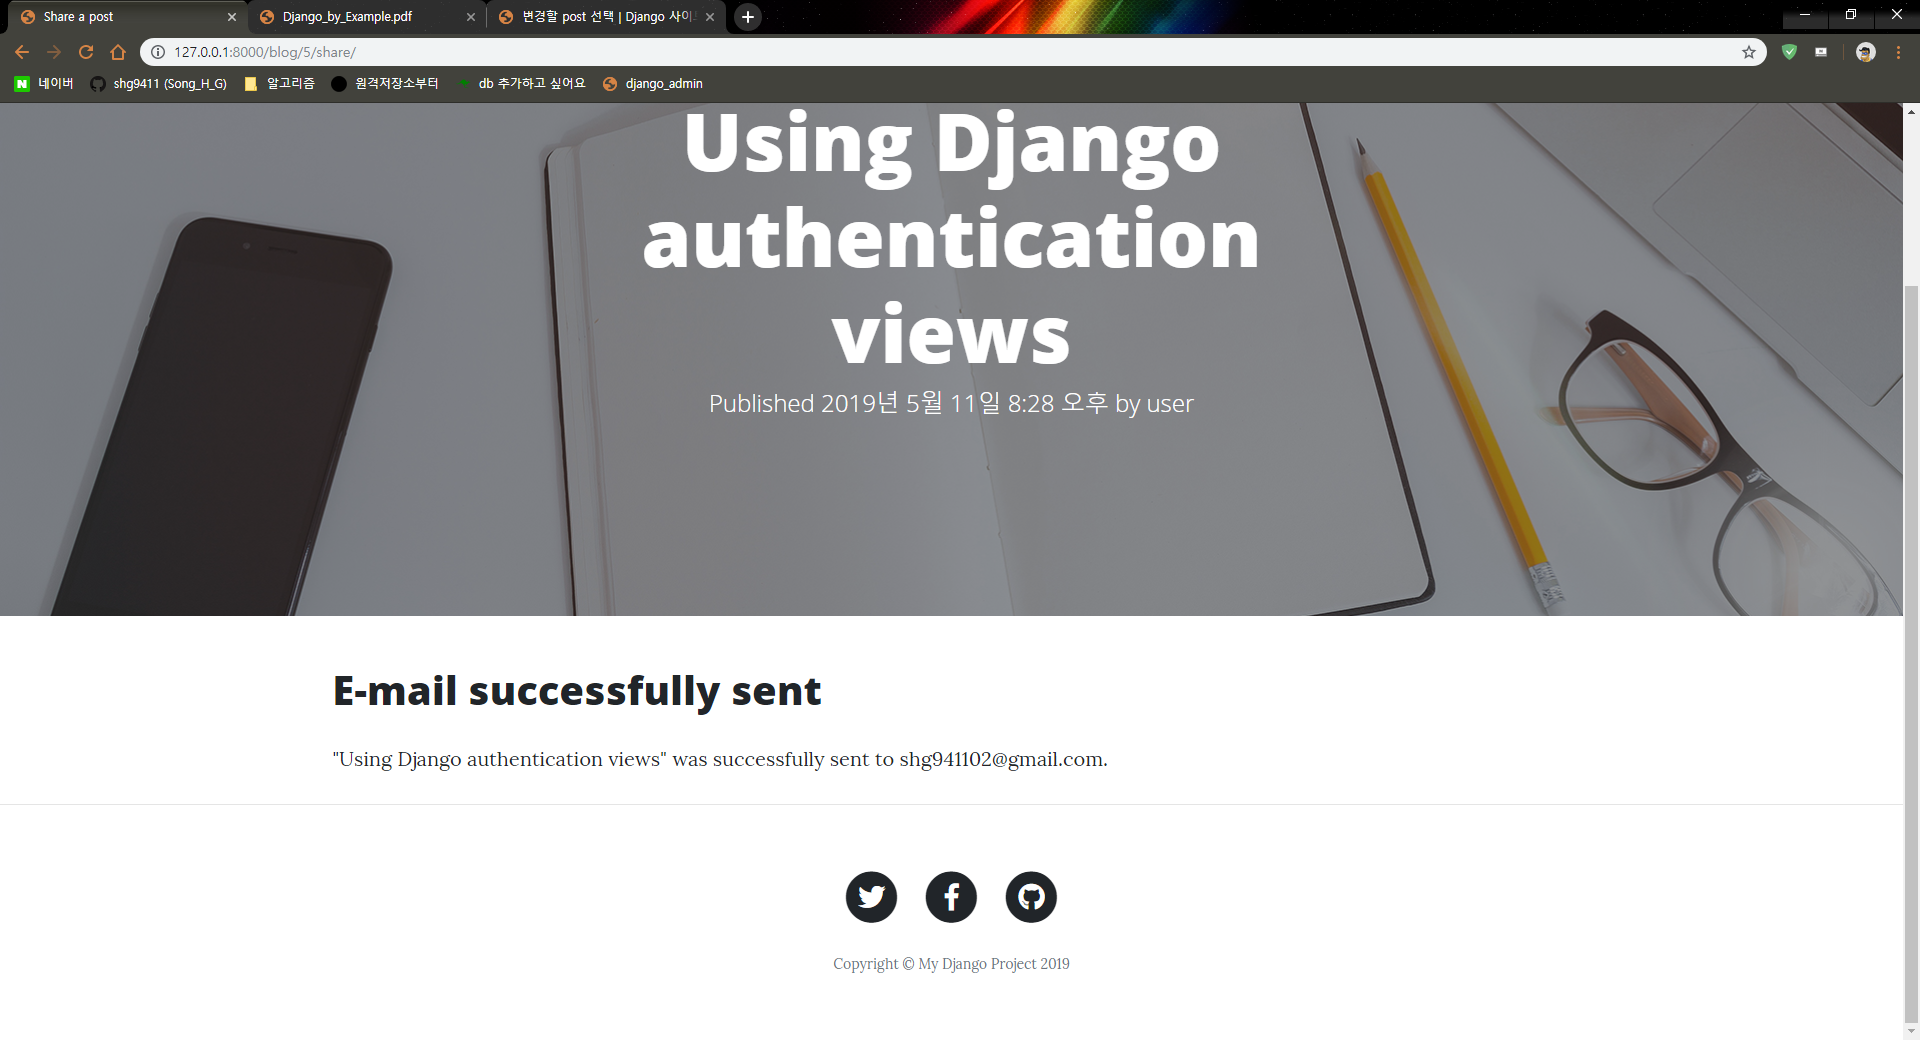 Share a post
Django_by_Example.pdf
변경할 post 선택 | Django 사이트
127.0.0.1:8000/blog/5/share/
네이버
shg9411 (Song_H_G)
알고리즘
원격저장소부터
db 추가하고 싶어요
django_admin
Using Django
authentication
views
Published 2019년 5월 11일 8:28 오후 by user
E-mail successfully sent
"Using Django authentication views" was successfully sent to shg941102@gmail.com.
Copyright © My Django Project 2019